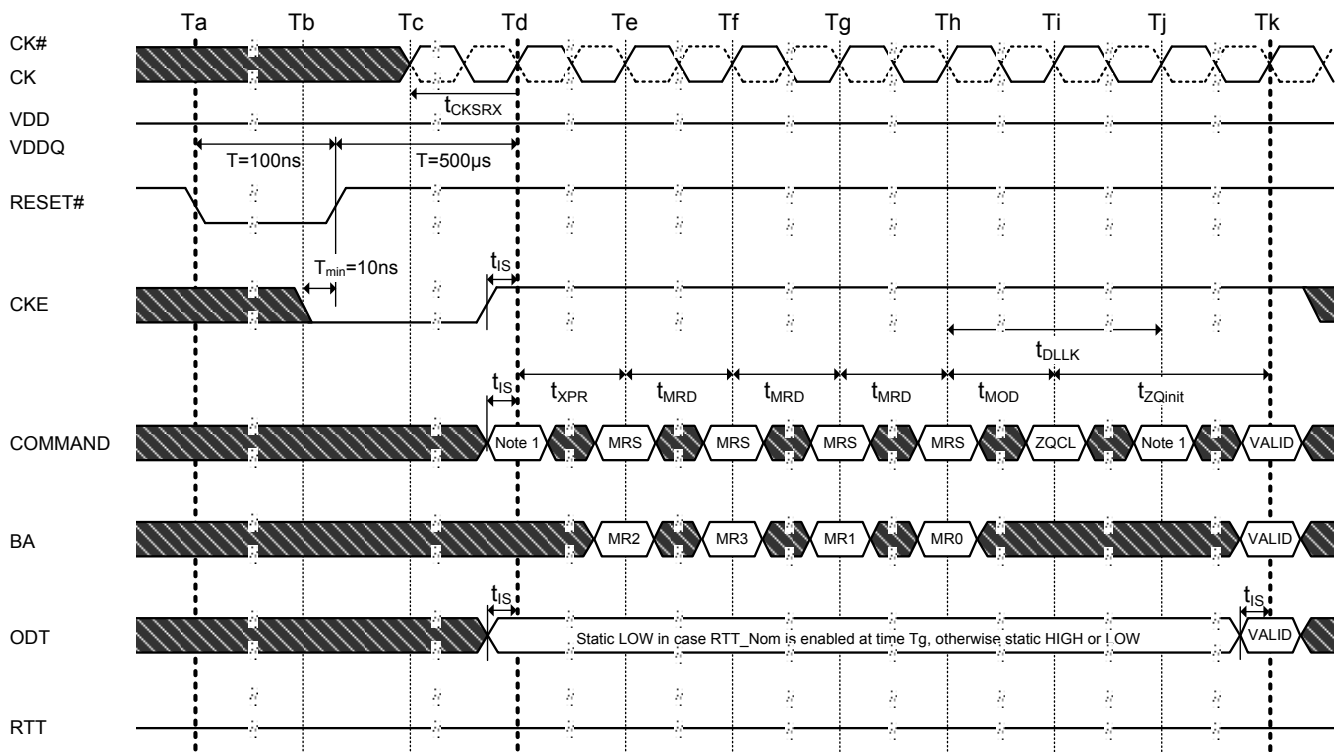 Ta Tb Tc Td Te Tf Tg Th Ti Tj Tk
CK#
CK
tCKSRX
VDD
VDDQ
T=100ns T=500µs
RESET#
Tmin=10ns
tIS
CKE
tDLLK
tIS tXPR tMRD tMRD tMRD tMOD tZQinit
COMMAND Note 1 MRS MRS MRS MRS ZQCL Note 1 VALID
BA MR2 MR3 MR1 MR0 VALID
tIS tIS
ODT Static LOW in case RTT_Nom is enabled at time Tg, otherwise static HIGH or LOW VALID
RTT